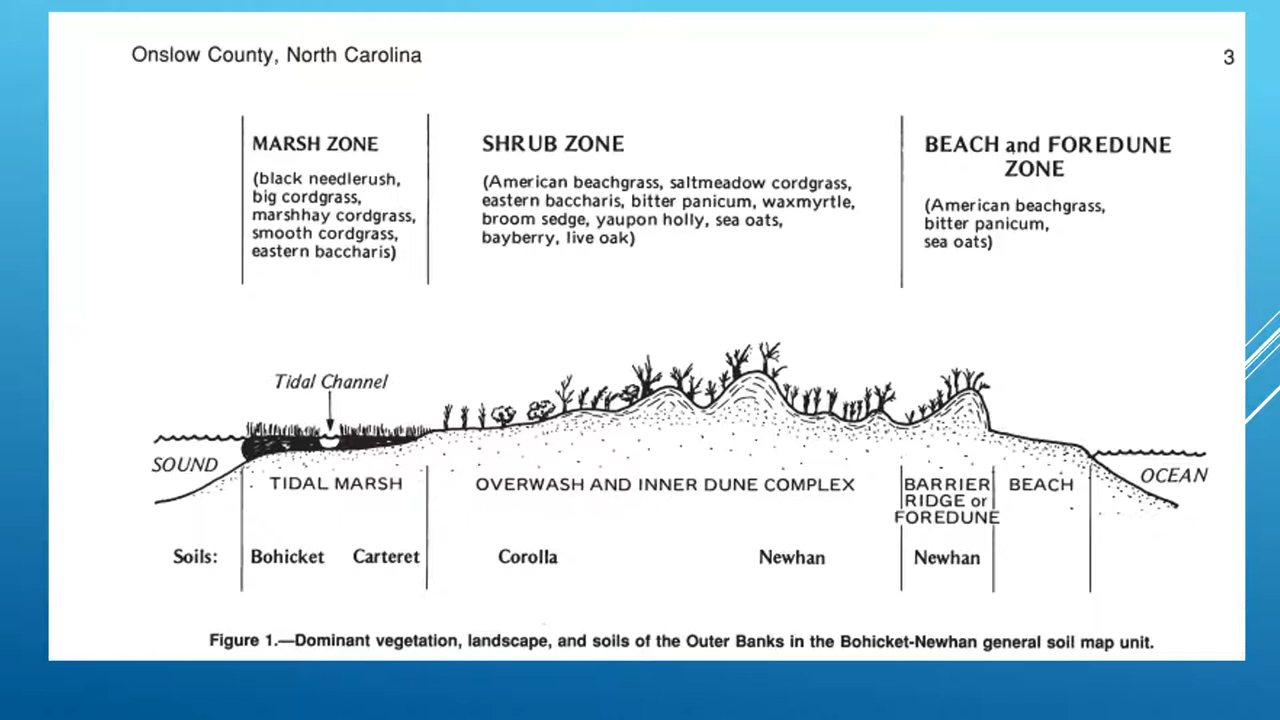 Onslow County, North Carolina
3
MARSH ZONE
(black needlerush,
big cordgrass,
marshhay cordgrass,
smooth cordgrass,
eastern baccharis)
SHRUB ZONE
(American beachgrass, saltmeadow cordgrass,
eastern baccharis, bitter panicum, waxmyrtle,
broom sedge, yaupon holly, sea oats,
bayberry, live oak)
BEACH and FOREDUNE
ZONE
(American beachgrass,
bitter panicum,
sea oats)
Tidal Channel
SOUND
OCEAN
TIDAL MARSH
OVERWASH AND INNER DUNE COMPLEX
BARRIER
RIDGE or
FOREDUNE
BEACH
Soils:
Bohicket
Carteret
Corolla
Newhan
Newhan
Figure 1.—Dominant vegetation, landscape, and soils of the Outer Banks in the Bohicket-Newhan general soil map unit.